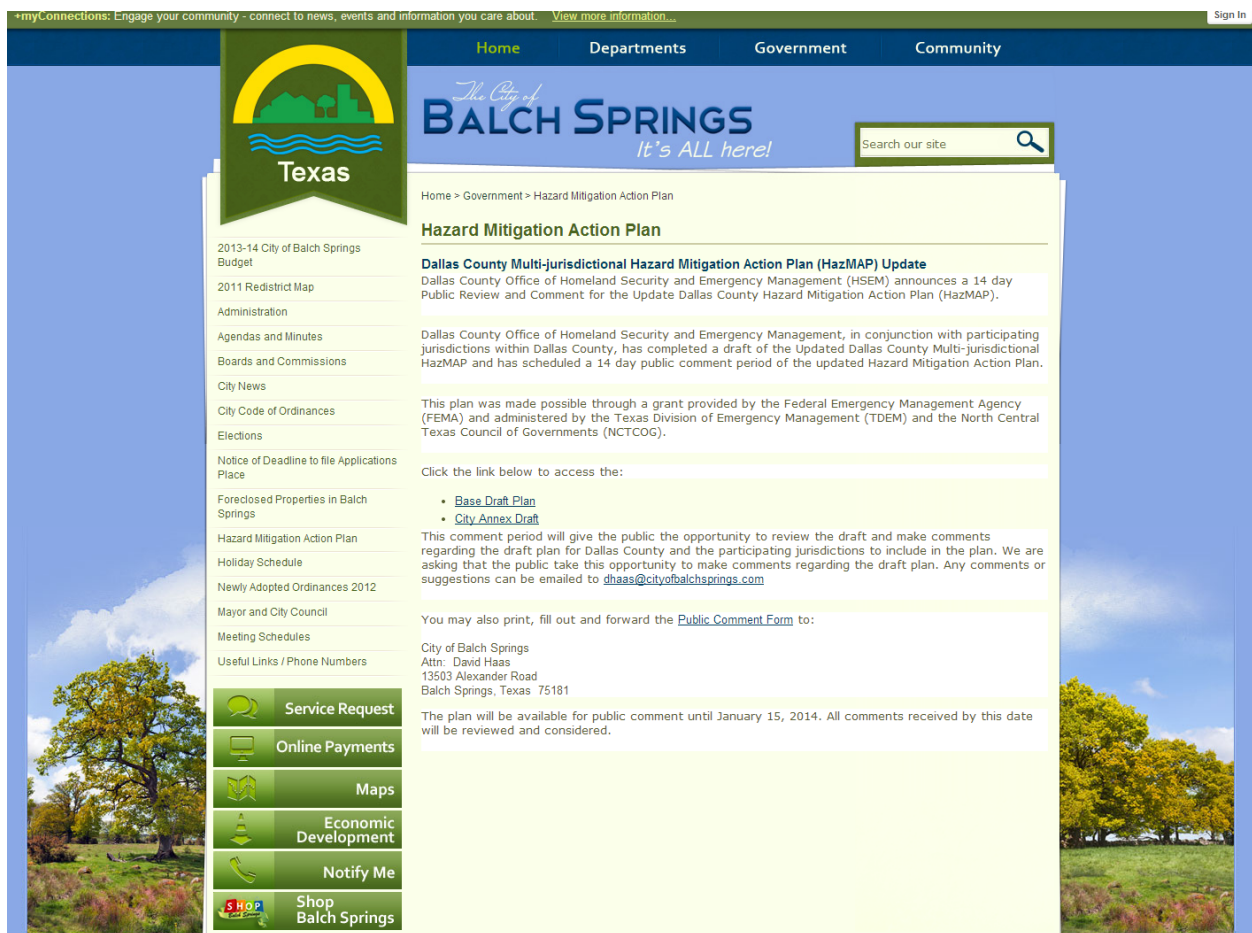 +myConnections: Engage your community - connect to news, events and information you care about. View more information...
Sign In
Home Departments Government Community
Texas
The City of
BALCH SPRINGS
It's ALL here!
Search our site
Home > Government > Hazard Mitigation Action Plan
Hazard Mitigation Action Plan
2013-14 City of Balch Springs
Budget
2011 Redistrict Map
Administration
Agendas and Minutes
Boards and Commissions
City News
City Code of Ordinances
Elections
Notice of Deadline to file Applications
Place
Foreclosed Properties in Balch
Springs
Hazard Mitigation Action Plan
Holiday Schedule
Newly Adopted Ordinances 2012
Mayor and City Council
Meeting Schedules
Useful Links / Phone Numbers
Service Request
Online Payments
Maps
Economic
Development
Notify Me
SHOP
Balch Springs
Shop
Balch Springs
Dallas County Multi-jurisdictional Hazard Mitigation Action Plan (HazMAP) Update
Dallas County Office of Homeland Security and Emergency Management (HSEM) announces a 14 day
Public Review and Comment for the Update Dallas County Hazard Mitigation Action Plan (HazMAP).
Dallas County Office of Homeland Security and Emergency Management, in conjunction with participating
jurisdictions within Dallas County, has completed a draft of the Updated Dallas County Multi-jurisdictional
HazMAP and has scheduled a 14 day public comment period of the updated Hazard Mitigation Action Plan.
This plan was made possible through a grant provided by the Federal Emergency Management Agency
(FEMA) and administered by the Texas Division of Emergency Management (TDEM) and the North Central
Texas Council of Governments (NCTCOG).
Click the link below to access the:
• Base Draft Plan
• City Annex Draft
This comment period will give the public the opportunity to review the draft and make comments
regarding the draft plan for Dallas County and the participating jurisdictions to include in the plan. We are
asking that the public take this opportunity to make comments regarding the draft plan. Any comments or
suggestions can be emailed to dhaas@cityofbalchsprings.com
You may also print, fill out and forward the Public Comment Form to:
City of Balch Springs
Attn: David Haas
13503 Alexander Road
Balch Springs, Texas 75181
The plan will be available for public comment until January 15, 2014. All comments received by this date
will be reviewed and considered.